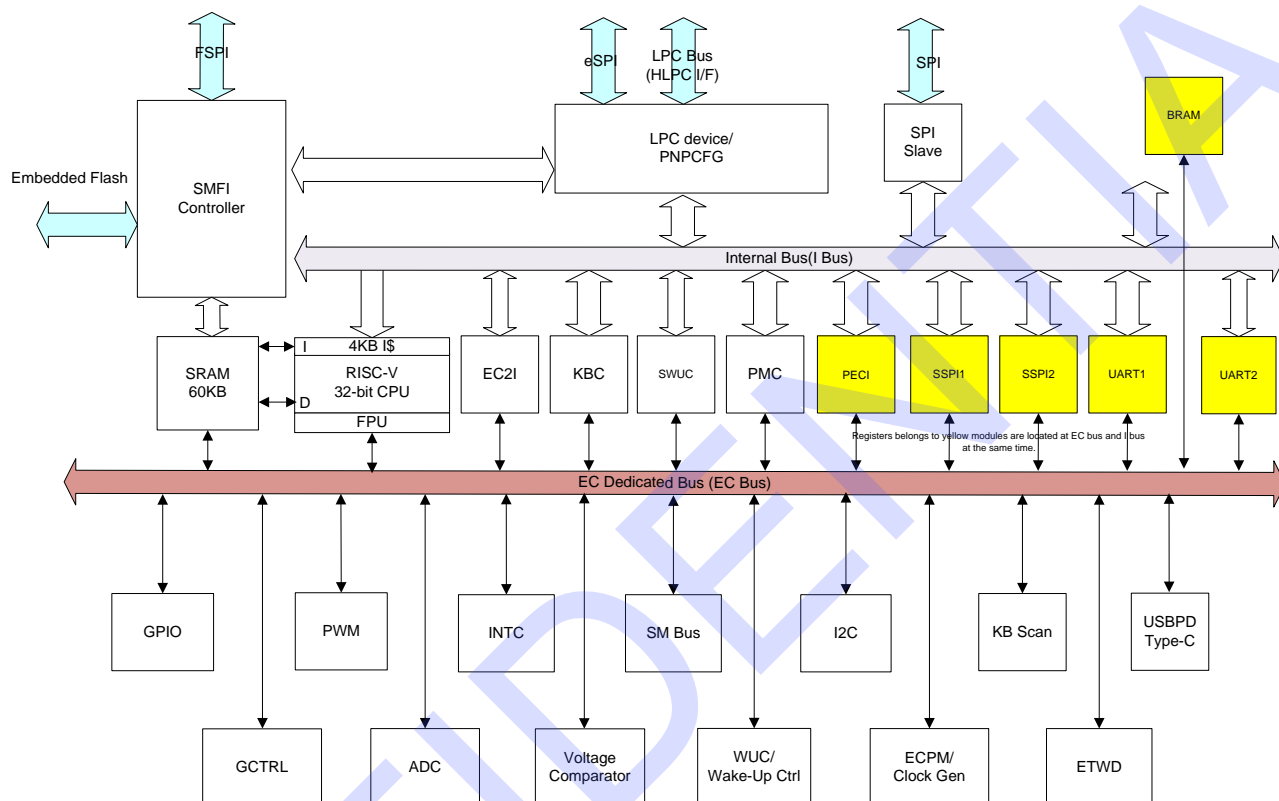 FSPI
eSPI
LPC Bus
(HLPC I/F)
SPI
BRAM
SMFI
Controller
LPC device/
PNPCFG
SPI
Slave
Embedded Flash
Internal Bus(I Bus)
SRAM
60KB
I
D
4KB I$
RISC-V
32-bit CPU
FPU
EC2I
KBC
SWUC
PMC
PECI
SSPI1
SSPI2
UART1
UART2
Registers belongs to yellow modules are located at EC bus and I bus
at the same time.
EC Dedicated Bus (EC Bus)
GPIO
PWM
INTC
SM Bus
I2C
KB Scan
USBPD
Type-C
GCTRL
ADC
Voltage
Comparator
WUC/
Wake-Up Ctrl
ECPM/
Clock Gen
ETWD
FIDENTIA